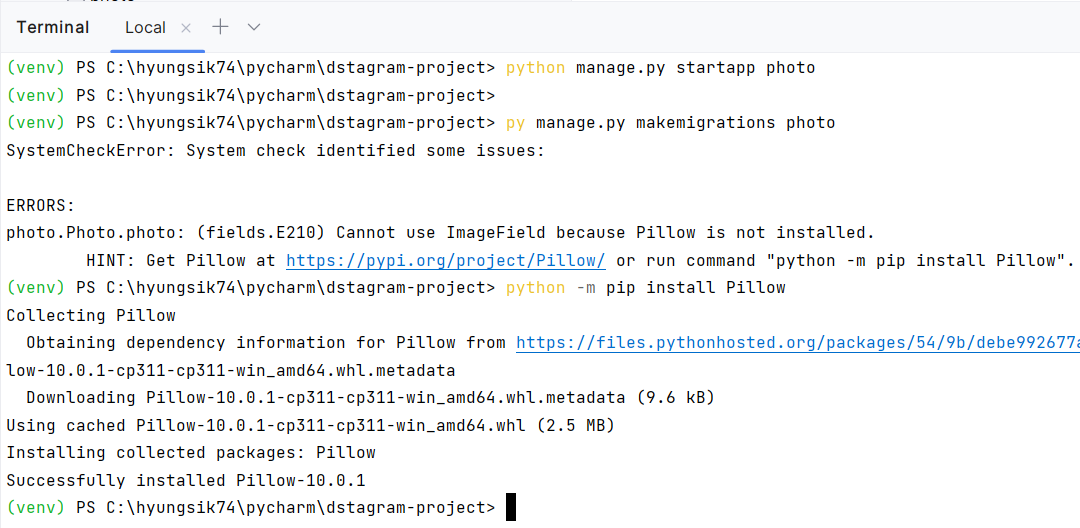 Terminal Local × + ∨
(venv) PS C:\hyungsik74\pycharm\dstagram-project> python manage.py startapp photo
(venv) PS C:\hyungsik74\pycharm\dstagram-project>
(venv) PS C:\hyungsik74\pycharm\dstagram-project> py manage.py makemigrations photo
SystemCheckError: System check identified some issues:

ERRORS:
photo.Photo.photo: (fields.E210) Cannot use ImageField because Pillow is not installed.
        HINT: Get Pillow at https://pypi.org/project/Pillow/ or run command "python -m pip install Pillow".
(venv) PS C:\hyungsik74\pycharm\dstagram-project> python -m pip install Pillow
Collecting Pillow
  Obtaining dependency information for Pillow from https://files.pythonhosted.org/packages/54/9b/debe992677a
low-10.0.1-cp311-cp311-win_amd64.whl.metadata
  Downloading Pillow-10.0.1-cp311-cp311-win_amd64.whl.metadata (9.6 kB)
Using cached Pillow-10.0.1-cp311-cp311-win_amd64.whl (2.5 MB)
Installing collected packages: Pillow
Successfully installed Pillow-10.0.1
(venv) PS C:\hyungsik74\pycharm\dstagram-project>